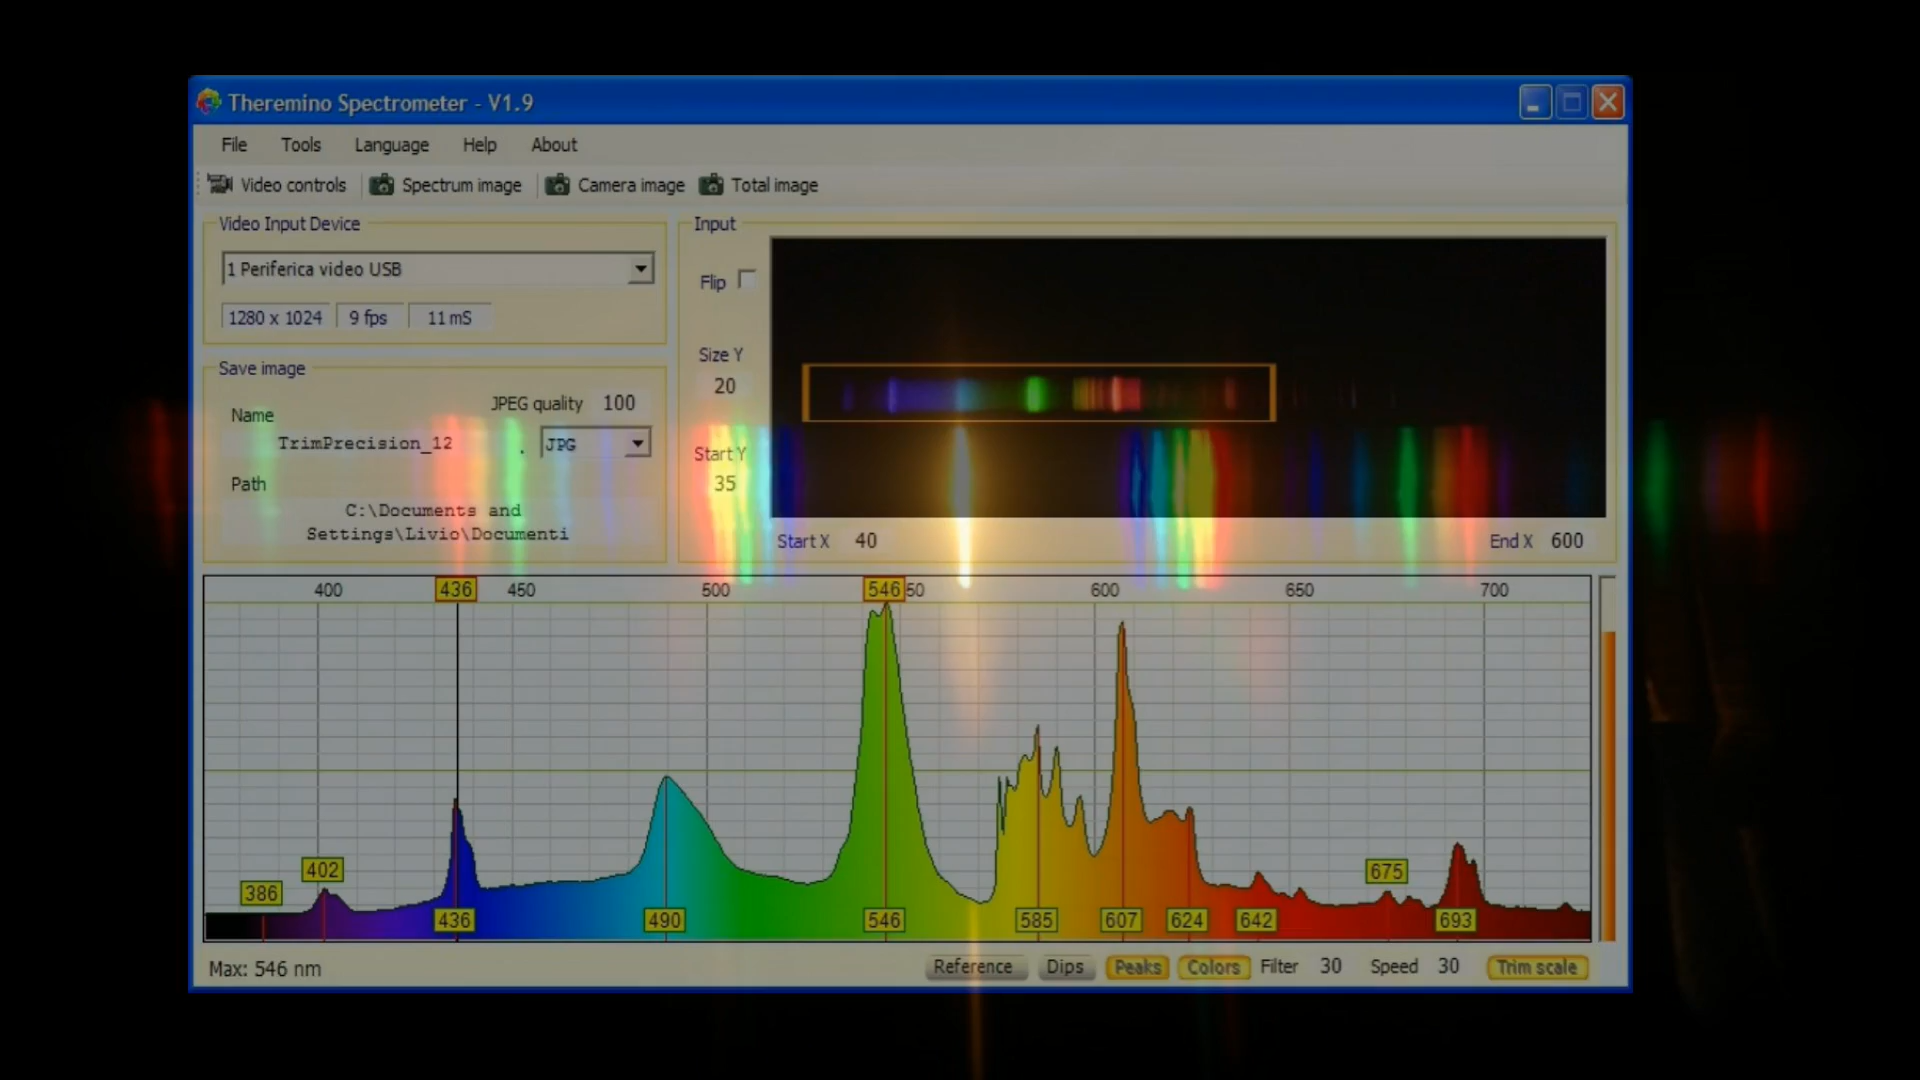 Theremino Spectrometer - V1.9
File Tools Language Help About
Video controls Spectrum image Camera image Total image
Video Input Device
1 Periferica video USB
1280 x 1024 9 fps 11 mS
Save image
JPEG quality 100
Name
TrimPrecision_12 . JPG
Path
C:\Documents and
Settings\Livio\Documenti
Input
Flip
Size Y
20
Start Y
35
Start X 40 End X 600
400 436 450 500 546 50 600 650 700
402
386
675
436 490 546 585 607 624 642 693
Max: 546 nm Reference Dips Peaks Colors Filter 30 Speed 30 Trim scale